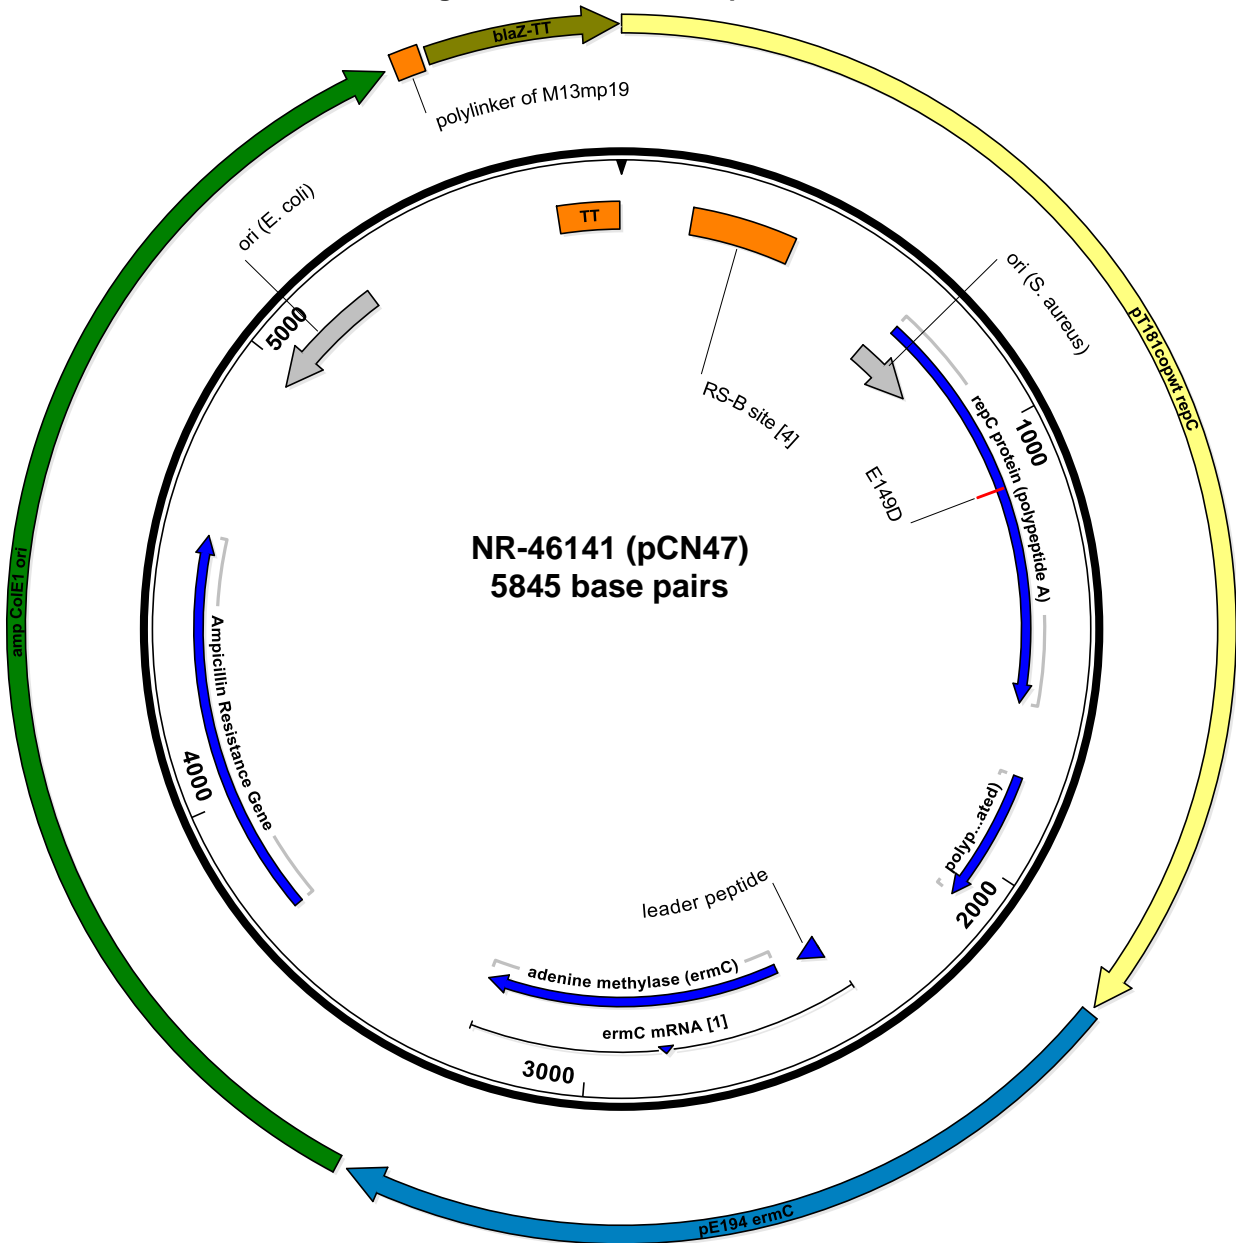 blaZ-TT
polylinker of M13mp19
ori (E. coli)
TT
ori (S. aureus)
5000
pT181copwt repC
RS-B site [4]
repC protein (polypeptide A)
1000
E149D
NR-46141 (pCN47)
5845 base pairs
amp ColE1 ori
Ampicillin Resistance Gene
4000
polyp...ated)
2000
leader peptide
adenine methylase (ermC)
ermC mRNA [1]
3000
pE194 ermC